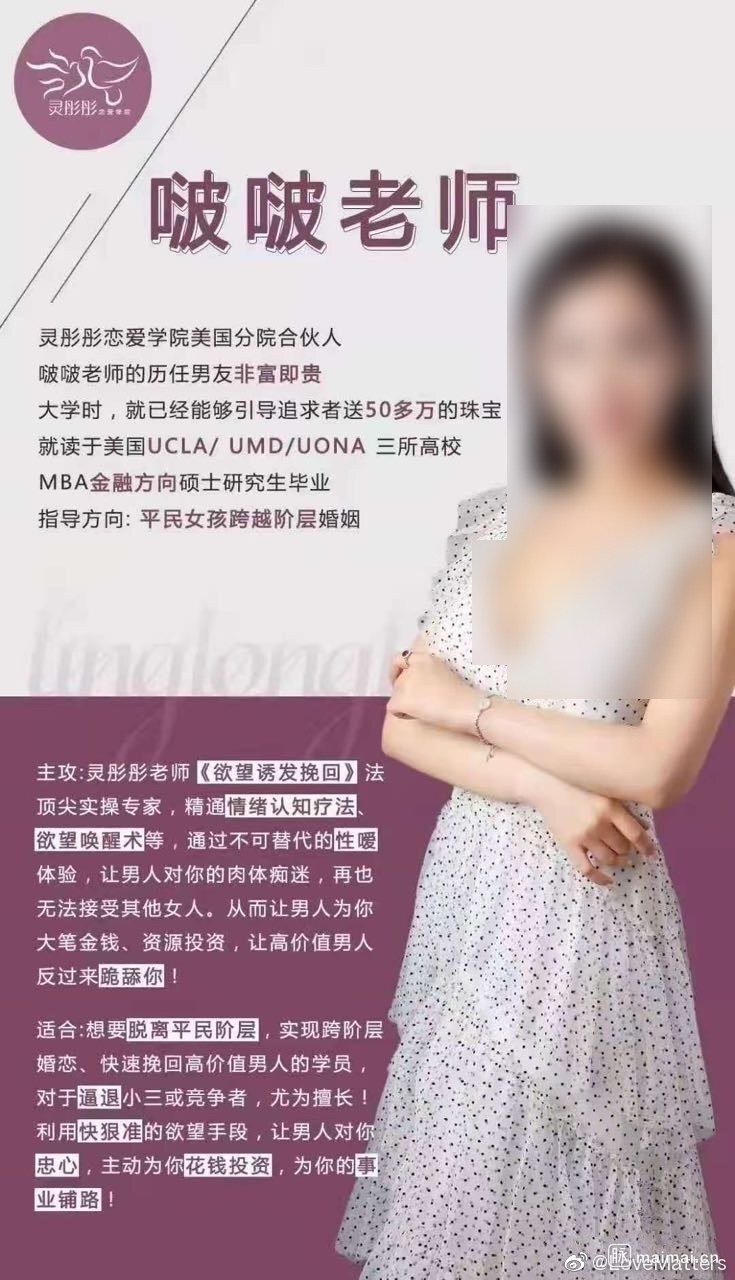 灵彤彤恋爱学院
啵啵老师
灵彤彤恋爱学院美国分院合伙人
啵啵老师的历任男友非富即贵
大学时，就已经能够引导追求者送50多万的珠宝
就读于美国UCLA/ UMD/UONA 三所高校
MBA金融方向硕士研究生毕业
指导方向: 平民女孩跨越阶层婚姻
主攻:灵彤彤老师《欲望诱发挽回》法
顶尖实操专家，精通情绪认知疗法、
欲望唤醒术等，通过不可替代的性暧
体验，让男人对你的肉体痴迷，再也
无法接受其他女人。从而让男人为你
大笔金钱、资源投资，让高价值男人
反过来跪舔你！
适合:想要脱离平民阶层，实现跨阶层
婚恋、快速挽回高价值男人的学员，
对于逼退小三或竞争者，尤为擅长！
利用快狠准的欲望手段，让男人对你
忠心，主动为你花钱投资，为你的事
业铺路！
脉 maimai.cn
@LoveMatters